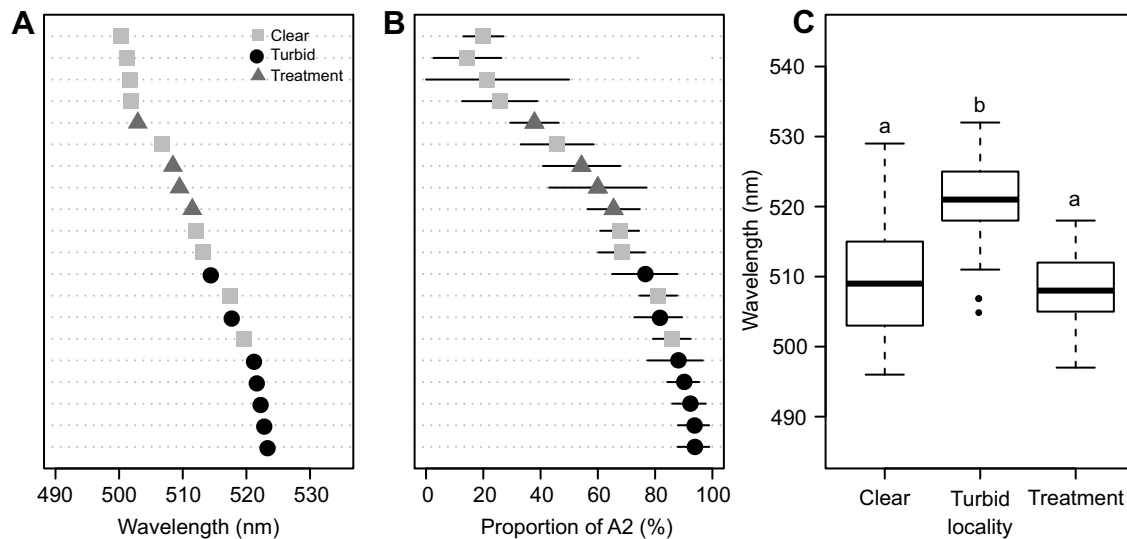 A
Clear
Turbid
Treatment
490 500 510 520 530
Wavelength (nm)
B
0 20 40 60 80 100
Proportion of A2 (%)
C
540
530
520
510
500
490
Wavelength (nm)
a
b
a
Clear Turbid Treatment
locality